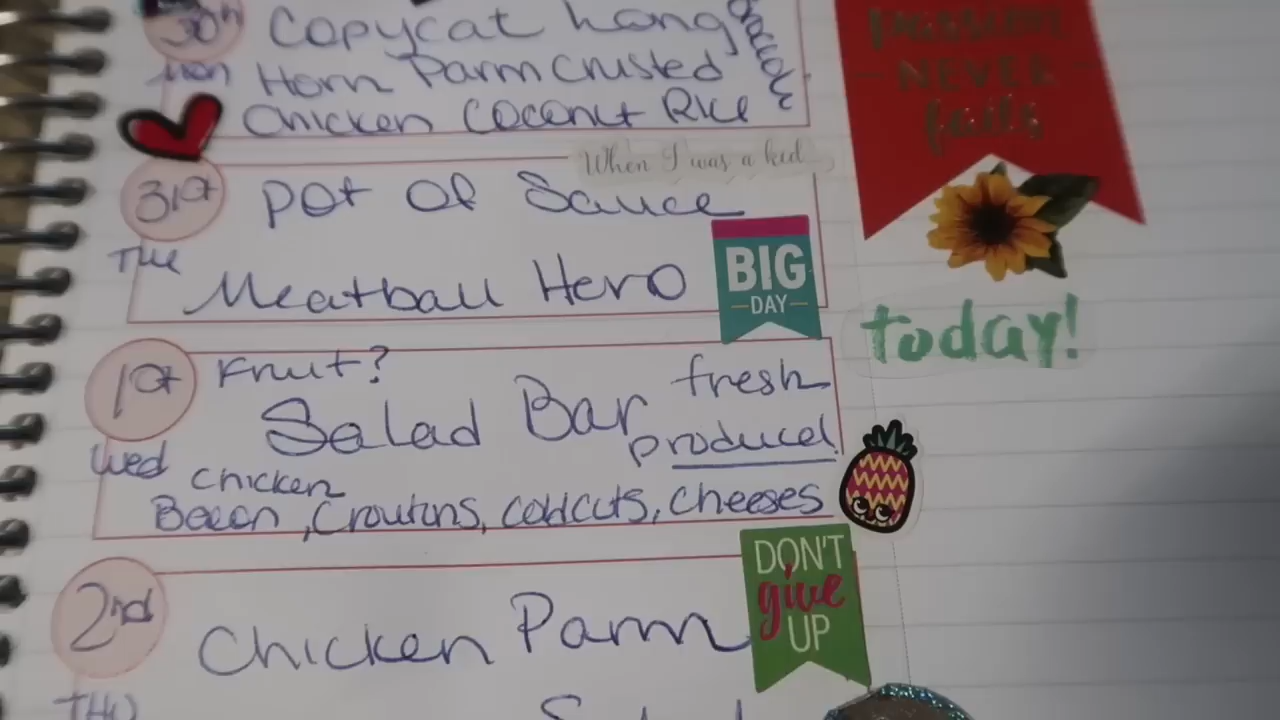 30th Copycat Long
Mon Horn Parm Crusted
Chicken Coconut Rice
Broccoli
PASSION
NEVER
fails
When I was a kid
31st Pot of Sauce
Tue
Meatball Hero
BIG
DAY
today!
1st Fruit?
Salad Bar fresh
produce!
Wed Chicken
Bacon, Croutons, coldcuts, cheeses
DON'T
give
UP
2nd
Chicken Parm
THU